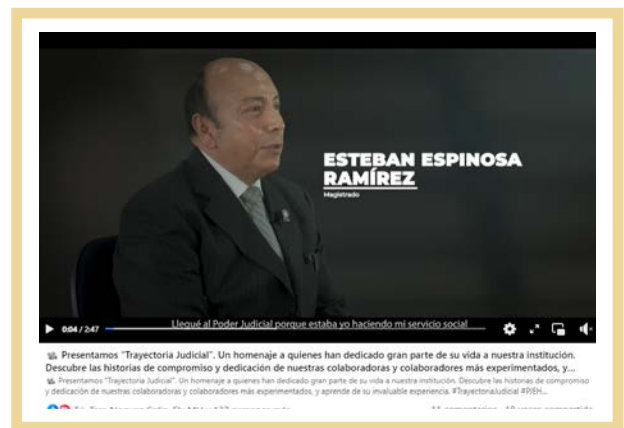 ESTEBAN ESPINOSA
RAMÍREZ
Magistrado
Llegué al Poder Judicial porque estaba yo haciendo mi servicio social
0:04 / 2:47
Presentamos "Trayectoria Judicial". Un homenaje a quienes han dedicado gran parte de su vida a nuestra institución.
Descubre las historias de compromiso y dedicación de nuestras colaboradoras y colaboradores más experimentados, y...
Presentamos "Trayectoria Judicial". Un homenaje a quienes han dedicado gran parte de su vida a nuestra institución. Descubre las historias de compromiso
y dedicación de nuestras colaboradoras y colaboradores más experimentados, y aprende de su invaluable experiencia. #TrayectoriaJudicial #PJEH...